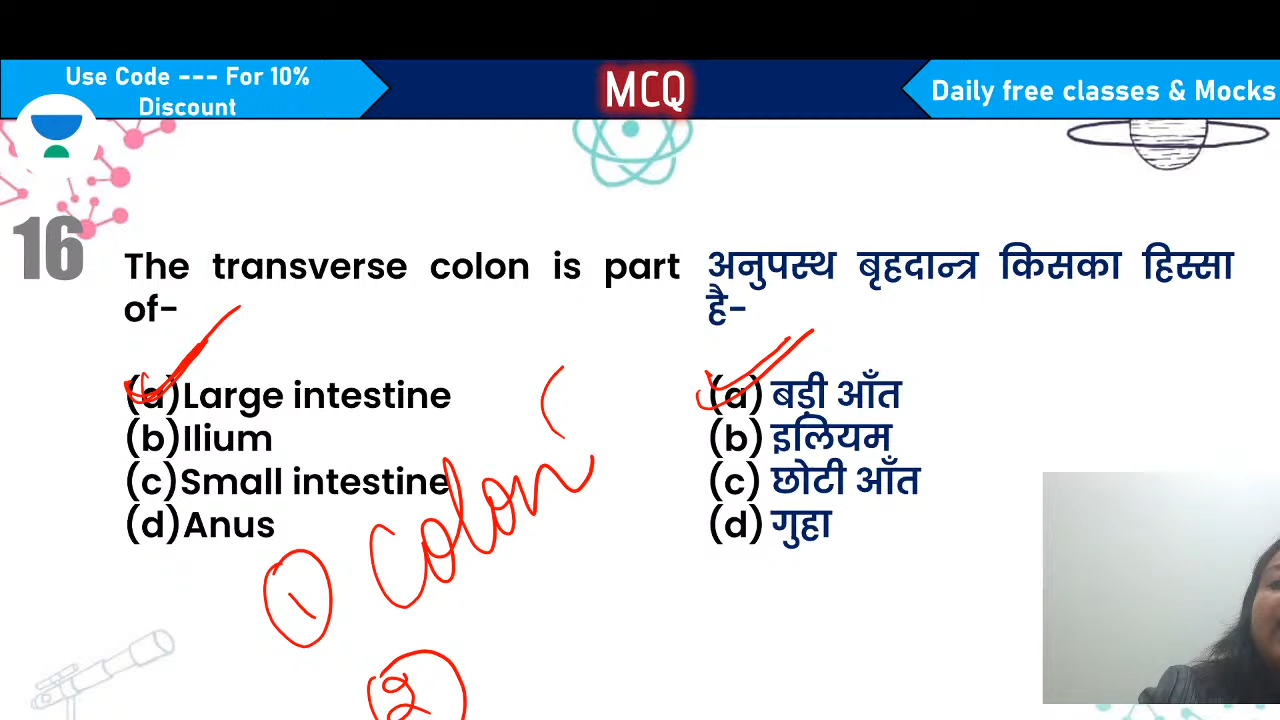 Use Code --- For 10%
Discount
MCQ
Daily free classes & Mocks
16
The transverse colon is part
of-
(a)Large intestine
(b)Ilium
(c)Small intestine
(d)Anus
अनुपस्थ बृहदान्त्र किसका हिस्सा
है-
(a) बड़ी आँत
(b) इलियम
(c) छोटी आँत
(d) गुहा
1 Colon (
2